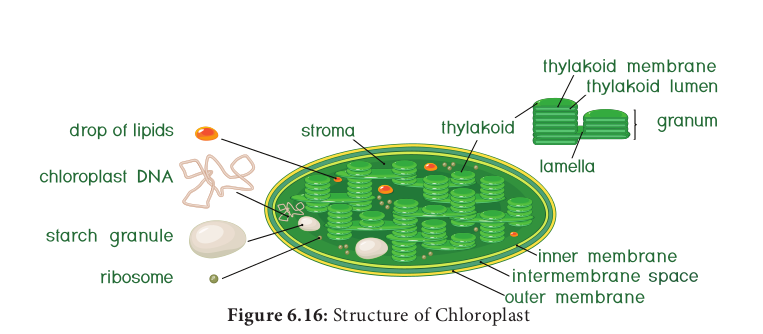 thylakoid membrane
thylakoid lumen
granum
drop of lipids
stroma
thylakoid
lamella
chloroplast DNA
starch granule
ribosome
inner membrane
intermembrane space
outer membrane
Figure 6.16: Structure of Chloroplast